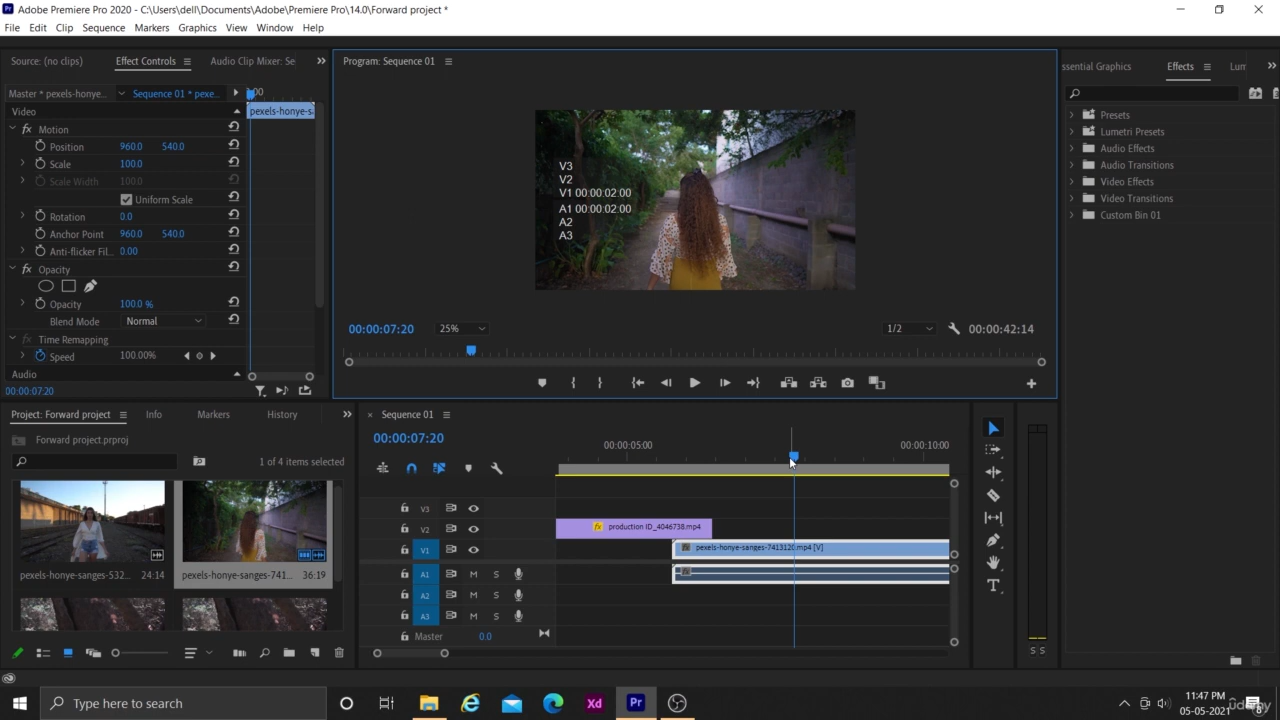 Adobe Premiere Pro 2020 - C:\Users\dell\Documents\Adobe\Premiere Pro\14.0\Forward project *
File Edit Clip Sequence Markers Graphics View Window Help
Source: (no clips) Effect Controls Audio Clip Mixer: Se
Program: Sequence 01
ssential Graphics Effects Lum
Master * pexels-honye... Sequence 01 * pexe...
:00
Video
pexels-honye-s
Motion
Position 960.0 540.0
Scale 100.0
Scale Width 100.0
Uniform Scale
Rotation 0.0
Anchor Point 960.0 540.0
Anti-flicker Fil... 0.00
Opacity
Opacity 100.0 %
Blend Mode Normal
Time Remapping
Speed 100.00%
Audio
00:00:07:20
V3
V2
V1 00:00:02:00
A1 00:00:02:00
A2
A3
00:00:07:20 25% 1/2 00:00:42:14
Presets
Lumetri Presets
Audio Effects
Audio Transitions
Video Effects
Video Transitions
Custom Bin 01
Project: Forward project Info Markers History
Forward project.prproj
1 of 4 items selected
pexels-honye-sanges-532... 24:14
pexels-honye-sanges-741... 36:19
Sequence 01
00:00:07:20
00:00:05:00 00:00:10:00
V3
V2 fx production ID_4046738.mp4
V1 fx pexels-honye-sanges-7413120.mp4 [V]
A1 M S
A2 M S
A3 M S
Master 0.0
S S
Type here to search
Xd
Pr
11:47 PM
05-05-2021
Udemy